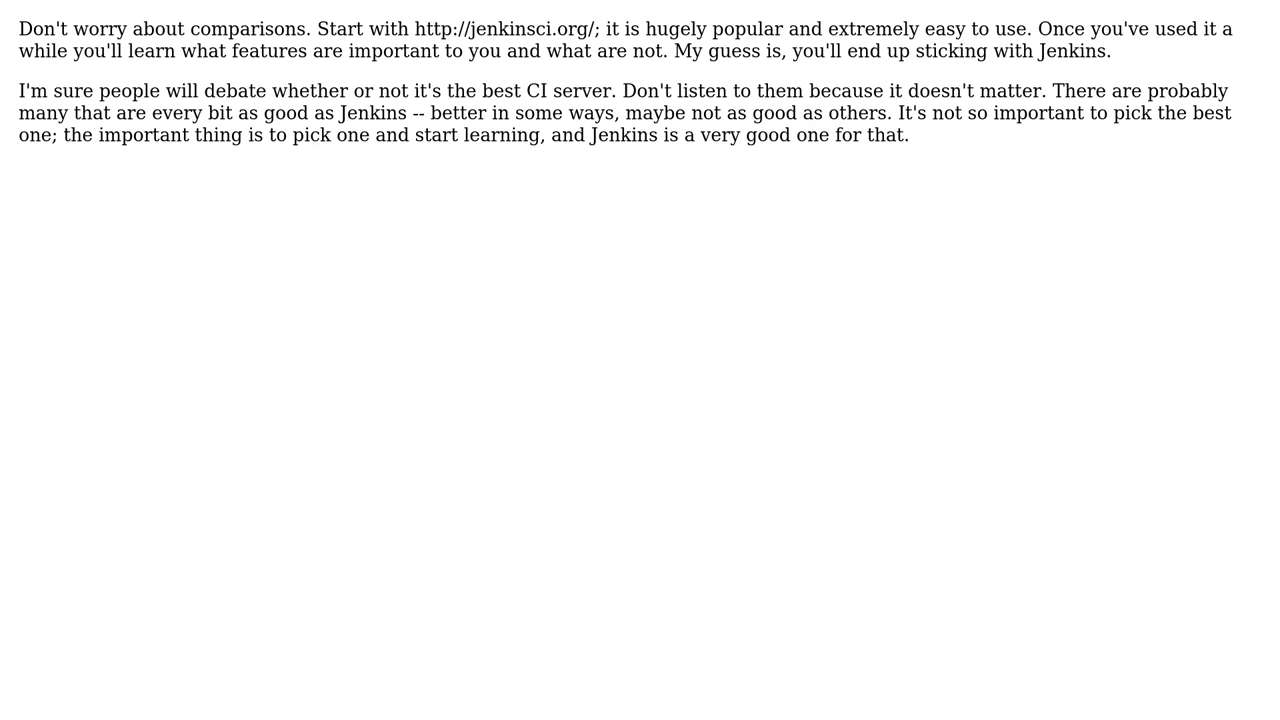 Don't worry about comparisons. Start with http://jenkinsci.org/; it is hugely popular and extremely easy to use. Once you've used it a
while you'll learn what features are important to you and what are not. My guess is, you'll end up sticking with Jenkins.
I'm sure people will debate whether or not it's the best CI server. Don't listen to them because it doesn't matter. There are probably
many that are every bit as good as Jenkins -- better in some ways, maybe not as good as others. It's not so important to pick the best
one; the important thing is to pick one and start learning, and Jenkins is a very good one for that.